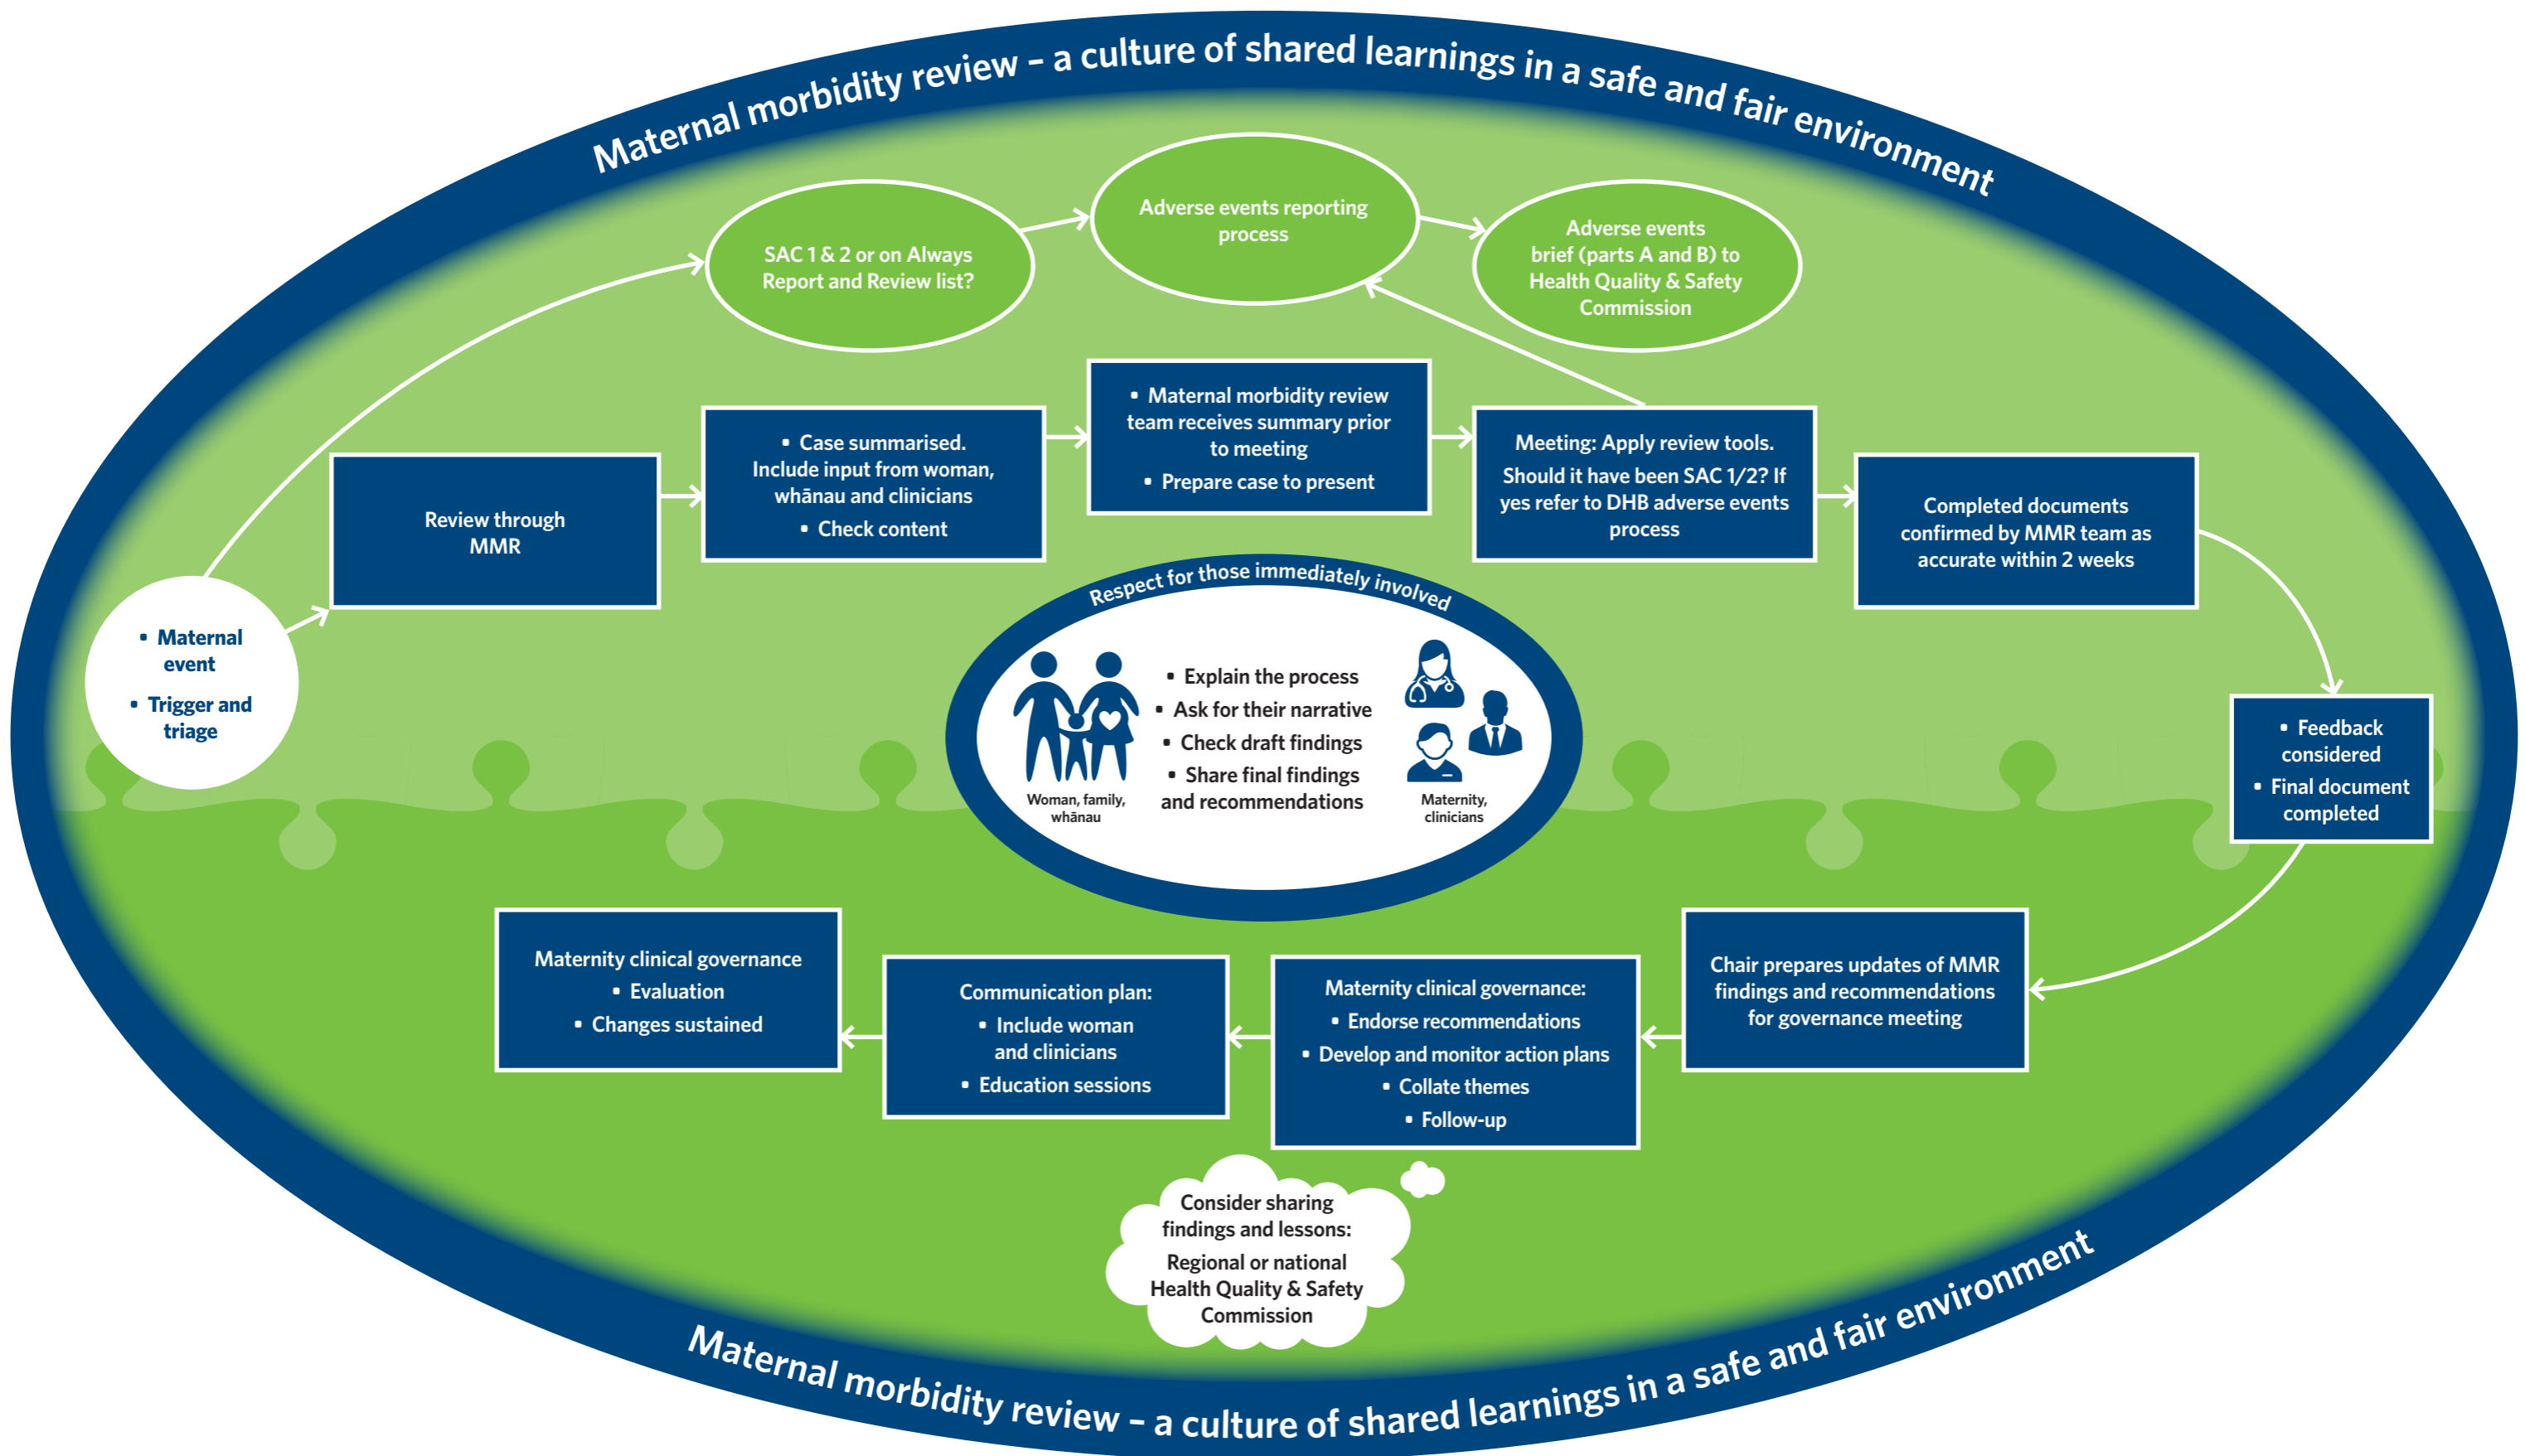 Maternal morbidity review – a culture of shared learnings in a safe and fair environment
SAC 1 & 2 or on Always
Report and Review list?
Adverse events reporting
process
Adverse events
brief (parts A and B) to
Health Quality & Safety
Commission
▪ Maternal
event
▪ Trigger and
triage
Review through
MMR
▪ Case summarised.
Include input from woman,
whānau and clinicians
▪ Check content
▪ Maternal morbidity review
team receives summary prior
to meeting
▪ Prepare case to present
Meeting: Apply review tools.
Should it have been SAC 1/2? If
yes refer to DHB adverse events
process
Completed documents
confirmed by MMR team as
accurate within 2 weeks
▪ Feedback
considered
▪ Final document
completed
Respect for those immediately involved
▪ Explain the process
▪ Ask for their narrative
▪ Check draft findings
▪ Share final findings
and recommendations
Woman, family,
whānau
Maternity,
clinicians
Chair prepares updates of MMR
findings and recommendations
for governance meeting
Maternity clinical governance:
▪ Endorse recommendations
▪ Develop and monitor action plans
▪ Collate themes
▪ Follow-up
Communication plan:
▪ Include woman
and clinicians
▪ Education sessions
Maternity clinical governance
▪ Evaluation
▪ Changes sustained
Consider sharing
findings and lessons:
Regional or national
Health Quality & Safety
Commission
Maternal morbidity review – a culture of shared learnings in a safe and fair environment